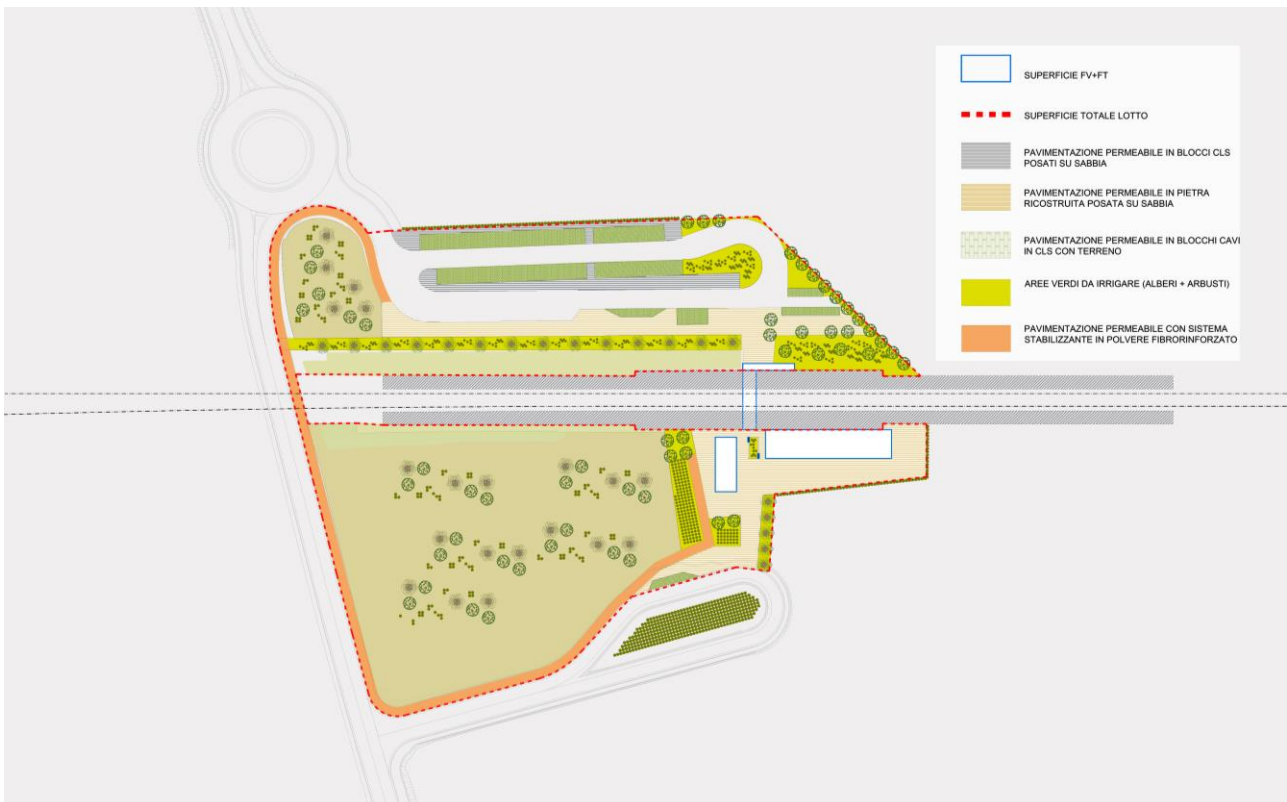 SUPERFICIE FV+FT
SUPERFICIE TOTALE LOTTO
PAVIMENTAZIONE PERMEABILE IN BLOCCI CLS
POSATI SU SABBIA
PAVIMENTAZIONE PERMEABILE IN PIETRA
RICOSTRUITA POSATA SU SABBIA
PAVIMENTAZIONE PERMEABILE IN BLOCCHI CAVI
IN CLS CON TERRENO
AREE VERDI DA IRRIGARE (ALBERI + ARBUSTI)
PAVIMENTAZIONE PERMEABILE CON SISTEMA
STABILIZZANTE IN POLVERE FIBRORINFORZATO